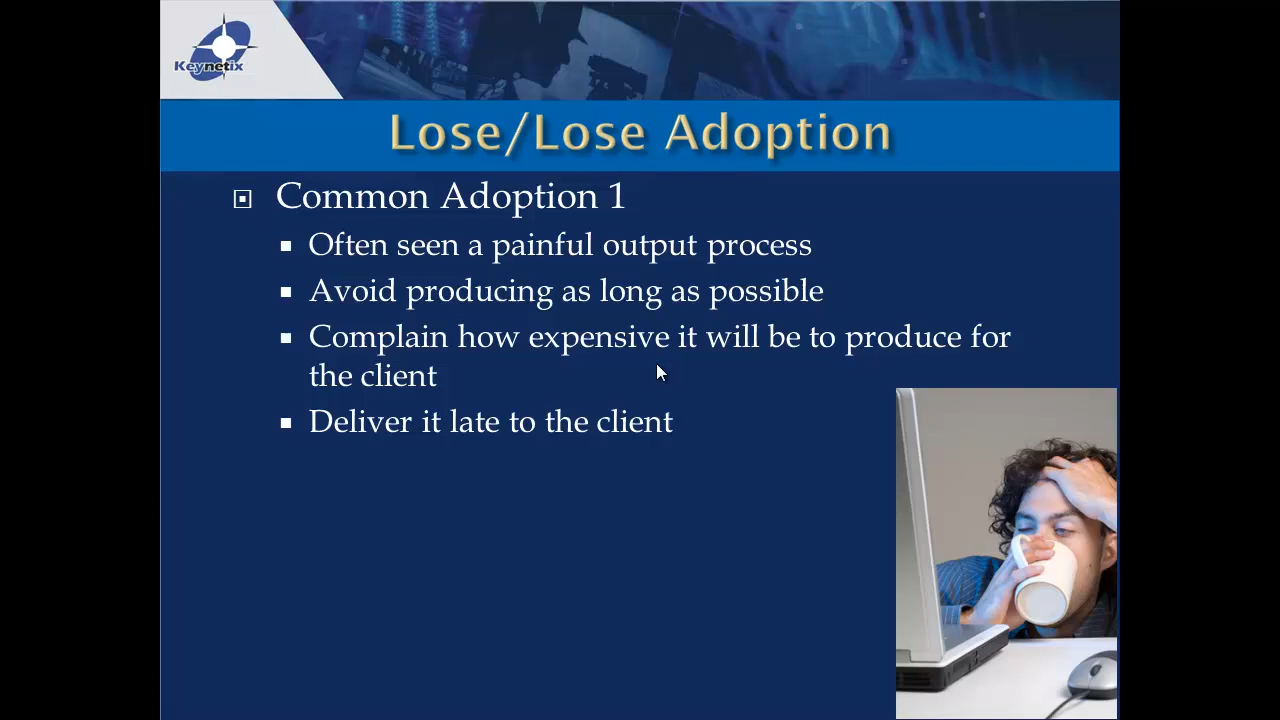 Keynetix
Lose/Lose Adoption
Common Adoption 1
Often seen a painful output process
Avoid producing as long as possible
Complain how expensive it will be to produce for
the client
Deliver it late to the client